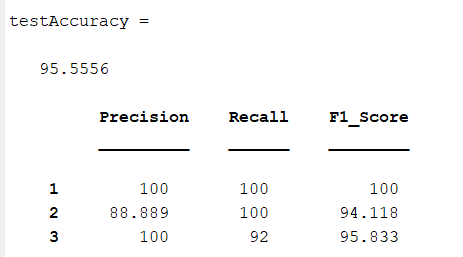 testAccuracy =
95.5556
Precision Recall F1_Score
1 100 100 100
2 88.889 100 94.118
3 100 92 95.833